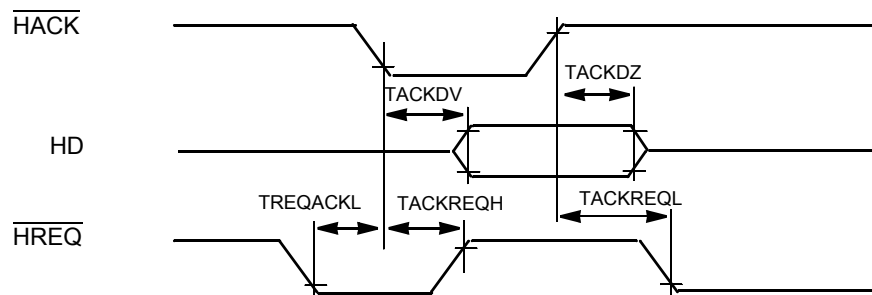 HACK
TACKDZ
TACKDV
HD
TREQACKL TACKREQH TACKREQL
HREQ